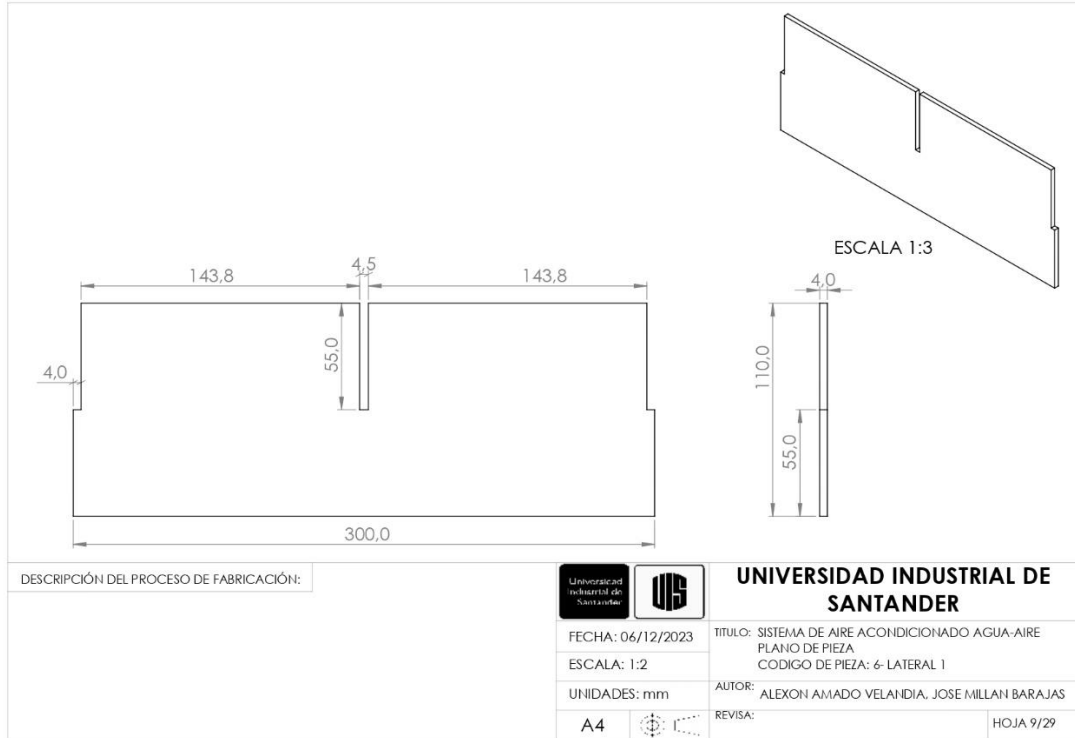 ESCALA 1:3
143,8
4,5
143,8
4,0
55,0
4,0
110,0
55,0
300,0
DESCRIPCIÓN DEL PROCESO DE FABRICACIÓN:
Universidad
Industrial de
Santander
UIS
UNIVERSIDAD INDUSTRIAL DE
SANTANDER
FECHA: 06/12/2023
TITULO: SISTEMA DE AIRE ACONDICIONADO AGUA-AIRE
PLANO DE PIEZA
CODIGO DE PIEZA: 6- LATERAL 1
ESCALA: 1:2
UNIDADES: mm
AUTOR: ALEXON AMADO VELANDIA, JOSE MILLAN BARAJAS
A4
REVISA:
HOJA 9/29